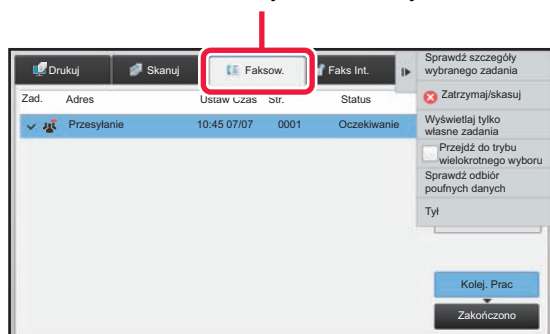 Drukuj
Skanuj
Faksow.
Faks Int.
Sprawdź szczegóły
wybranego zadania
Zad.
Adres
Ustaw Czas
Str.
Status
Zatrzymaj/skasuj
Przesyłanie
10:45 07/07
0001
Oczekiwanie
Wyświetlaj tylko
własne zadania
Przejdź do trybu
wielokrotnego wyboru
Sprawdź odbiór
poufnych danych
Tył
Kolej. Prac
Zakończono